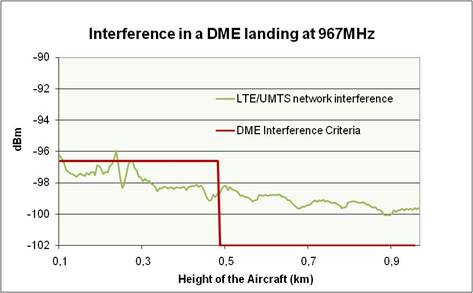 Interference in a DME landing at 967MHz
-90
-92
-94
-96
-98
-100
-102
dBm
LTE/UMTS network interference
DME Interference Criteria
0,1 0,3 0,5 0,7 0,9
Height of the Aircraft (km)